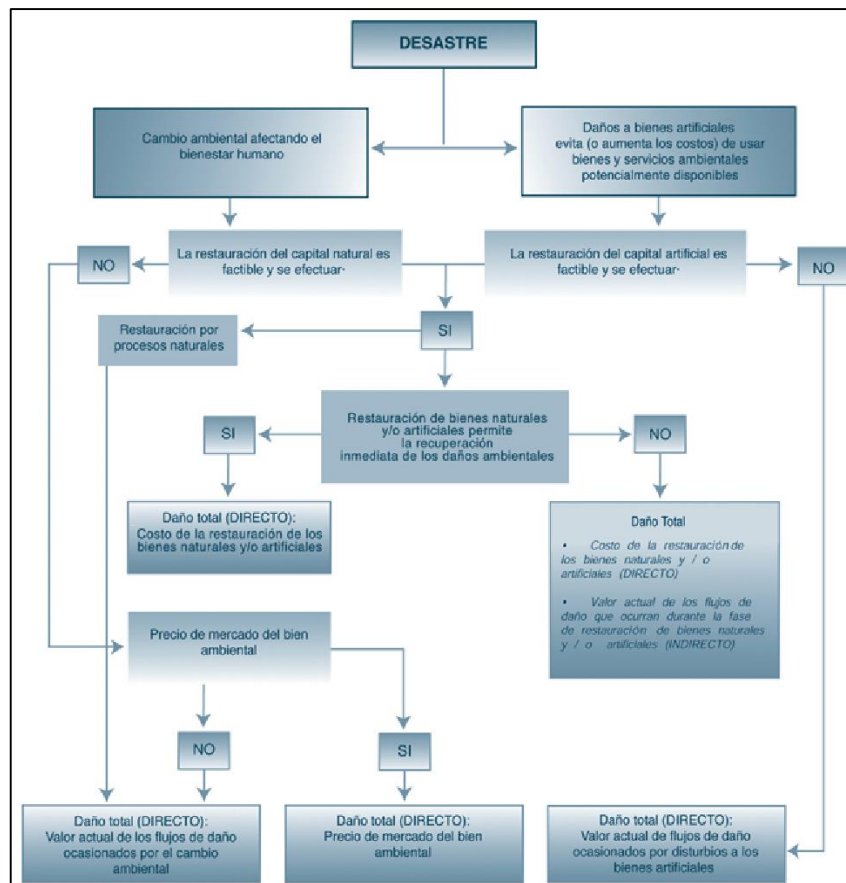 DESASTRE
Cambio ambiental afectando el
bienestar humano
Daños a bienes artificiales
evita (o aumenta los costos) de usar
bienes y servicios ambientales
potencialmente disponibles
NO
La restauración del capital natural es
factible y se efectuar·
La restauración del capital artificial es
factible y se efectuar·
NO
Restauración por
procesos naturales
SI
SI
Restauración de bienes naturales
y/o artificiales permite
la recuperación
inmediata de los daños ambientales
NO
Daño total (DIRECTO):
Costo de la restauración de los
bienes naturales y/o artificiales
Daño Total
• Costo de la restauración de
los bienes naturales y / o
artificiales (DIRECTO)
• Valor actual de los flujos de
daño que ocurran durante la fase
de restauración de bienes naturales
y / o artificiales (INDIRECTO)
Precio de mercado del bien
ambiental
NO
SI
Daño total (DIRECTO):
Valor actual de los flujos de daño
ocasionados por el cambio
ambiental
Daño total (DIRECTO):
Precio de mercado del bien
ambiental
Daño total (DIRECTO):
Valor actual de flujos de daño
ocasionados por disturbios a los
bienes artificiales